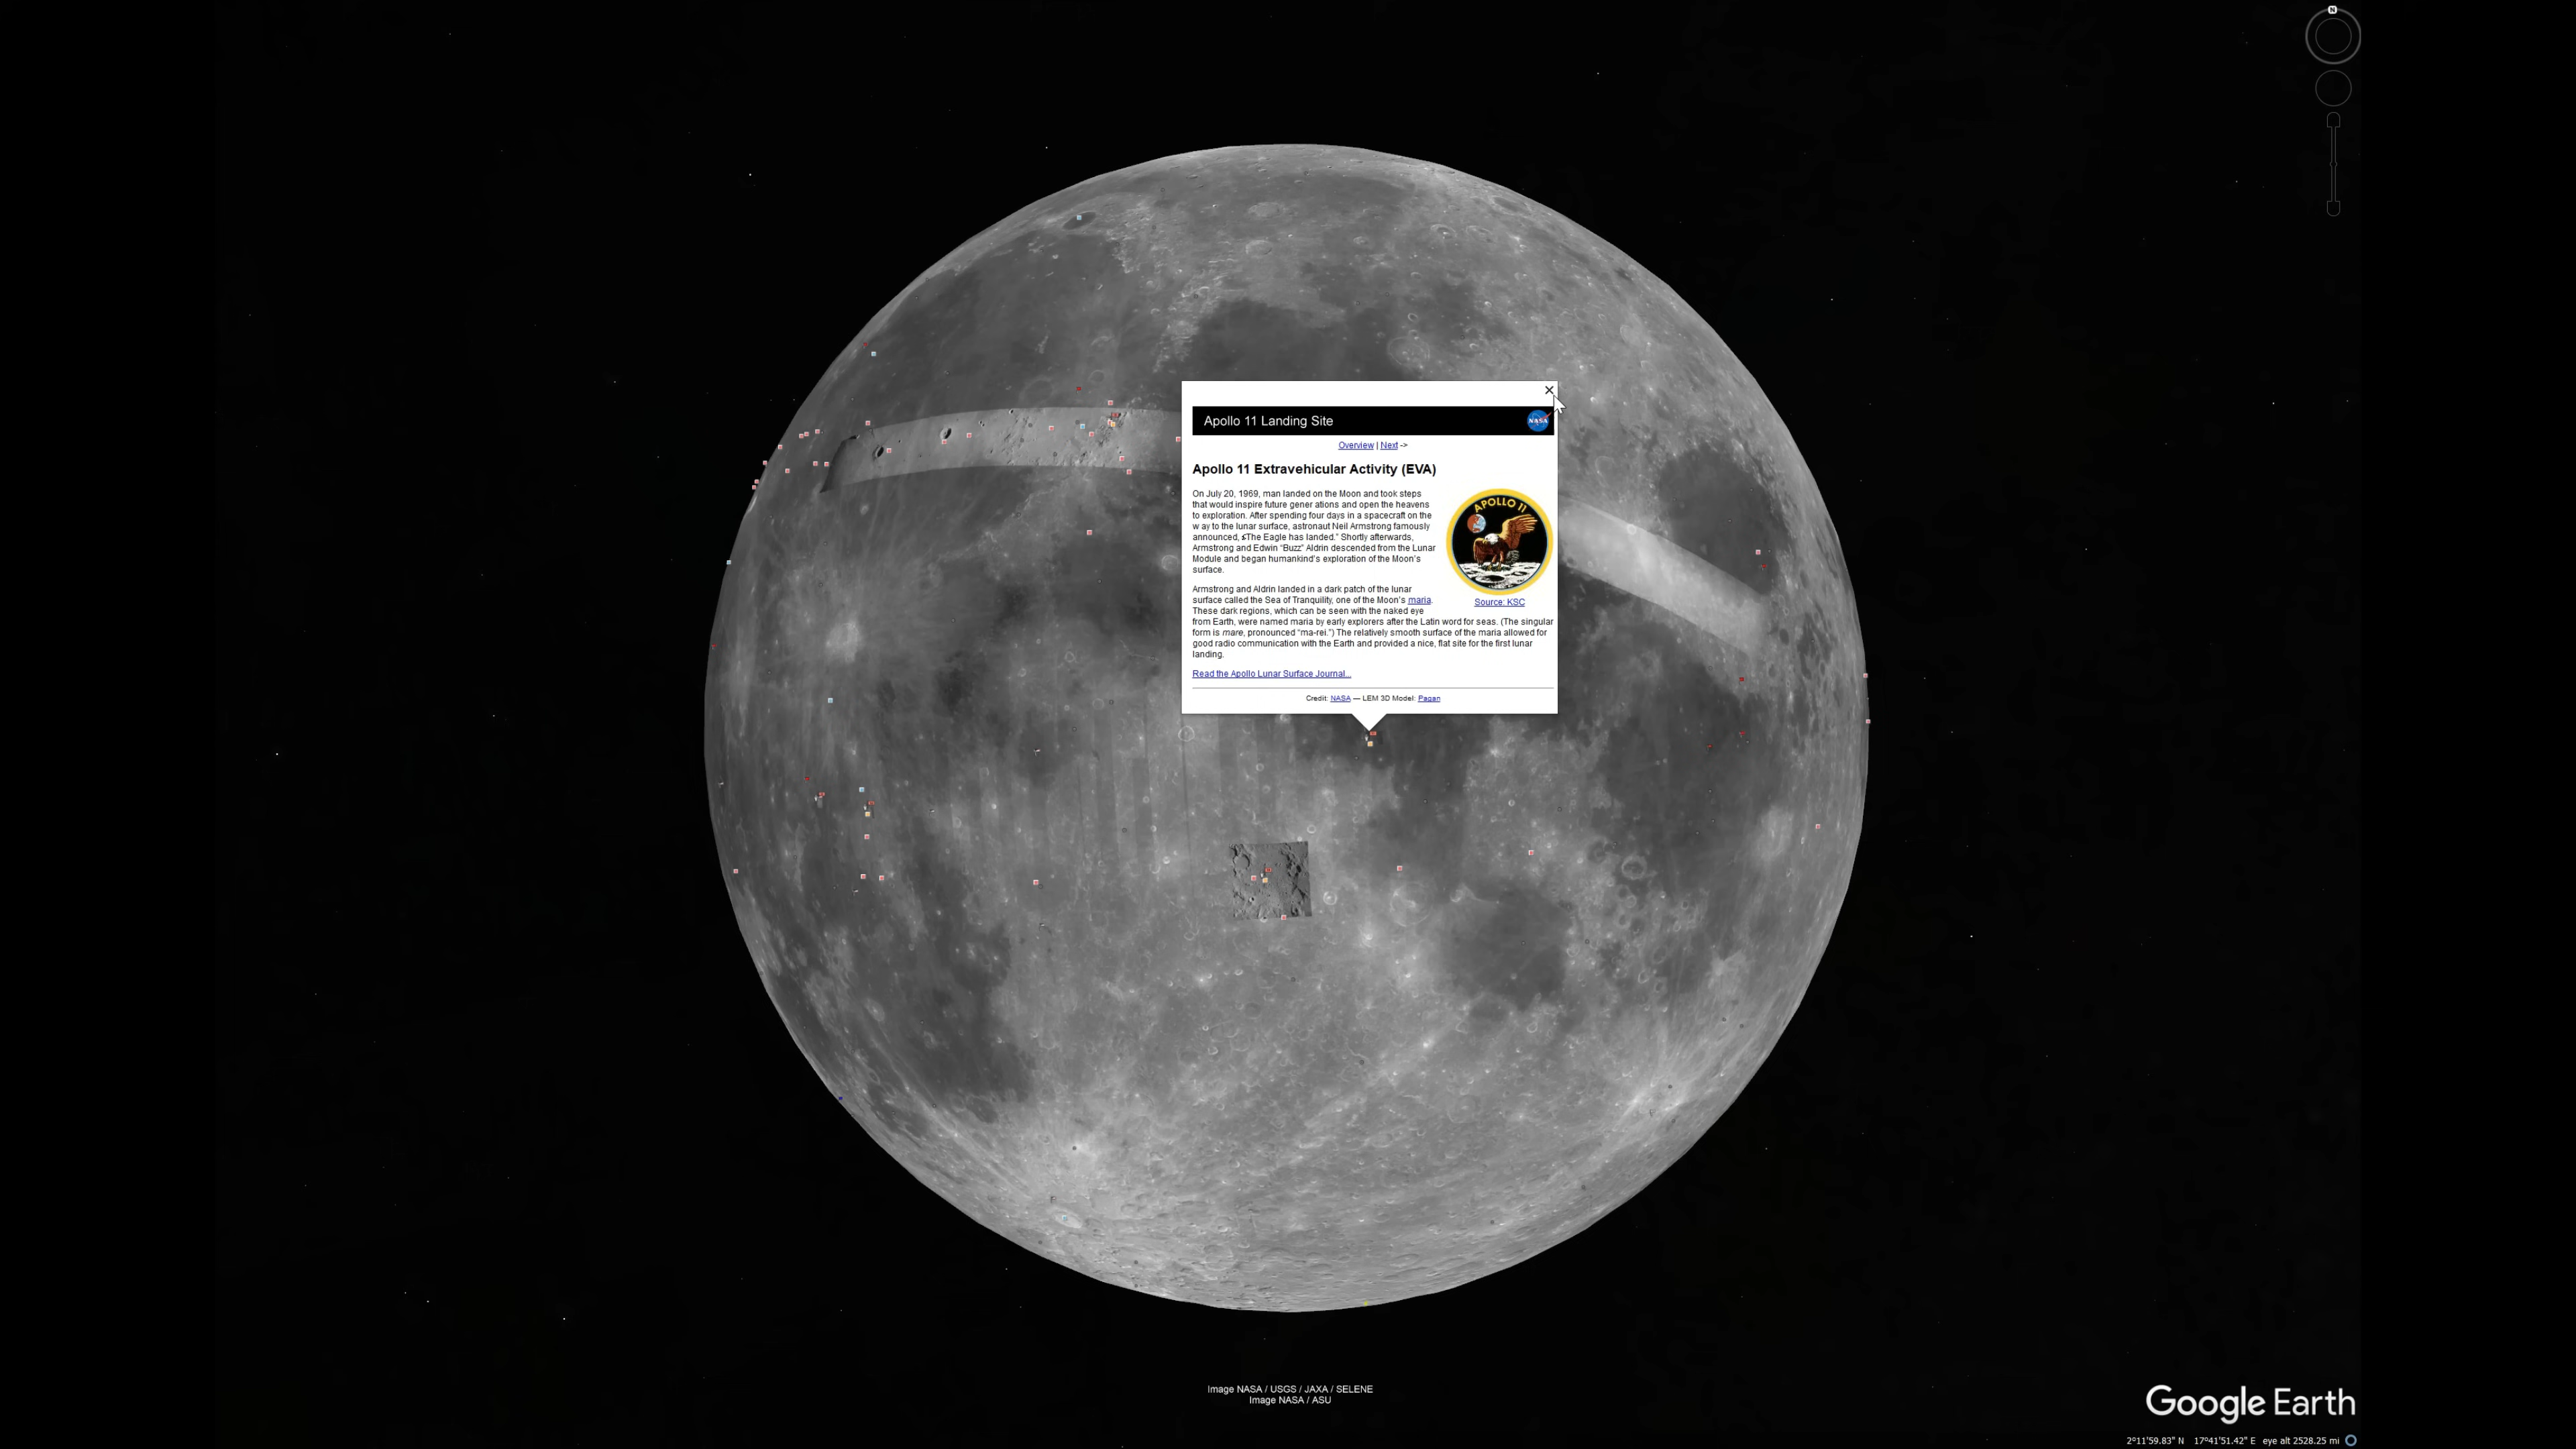 N
Apollo 11 Landing Site
NASA
Overview | Next ->
Apollo 11 Extravehicular Activity (EVA)
On July 20, 1969, man landed on the Moon and took steps
that would inspire future gener ations and open the heavens
to exploration. After spending four days in a spacecraft on the
w ay to the lunar surface, astronaut Neil Armstrong famously
announced, “The Eagle has landed.” Shortly afterwards,
Armstrong and Edwin “Buzz” Aldrin descended from the Lunar
Module and began humankind's exploration of the Moon's
surface.
APOLLO 11
Source: KSC
Armstrong and Aldrin landed in a dark patch of the lunar
surface called the Sea of Tranquility, one of the Moon's maria.
These dark regions, which can be seen with the naked eye
from Earth, were named maria by early explorers after the Latin word for seas. (The singular
form is mare, pronounced “ma-rei.”) The relatively smooth surface of the maria allowed for
good radio communication with the Earth and provided a nice, flat site for the first lunar
landing.
Read the Apollo Lunar Surface Journal...
Credit: NASA — LEM 3D Model: Pagan
Image NASA / USGS / JAXA / SELENE
Image NASA / ASU
Google Earth
2°11'59.83" N 17°41'51.42" E eye alt 2528.25 mi